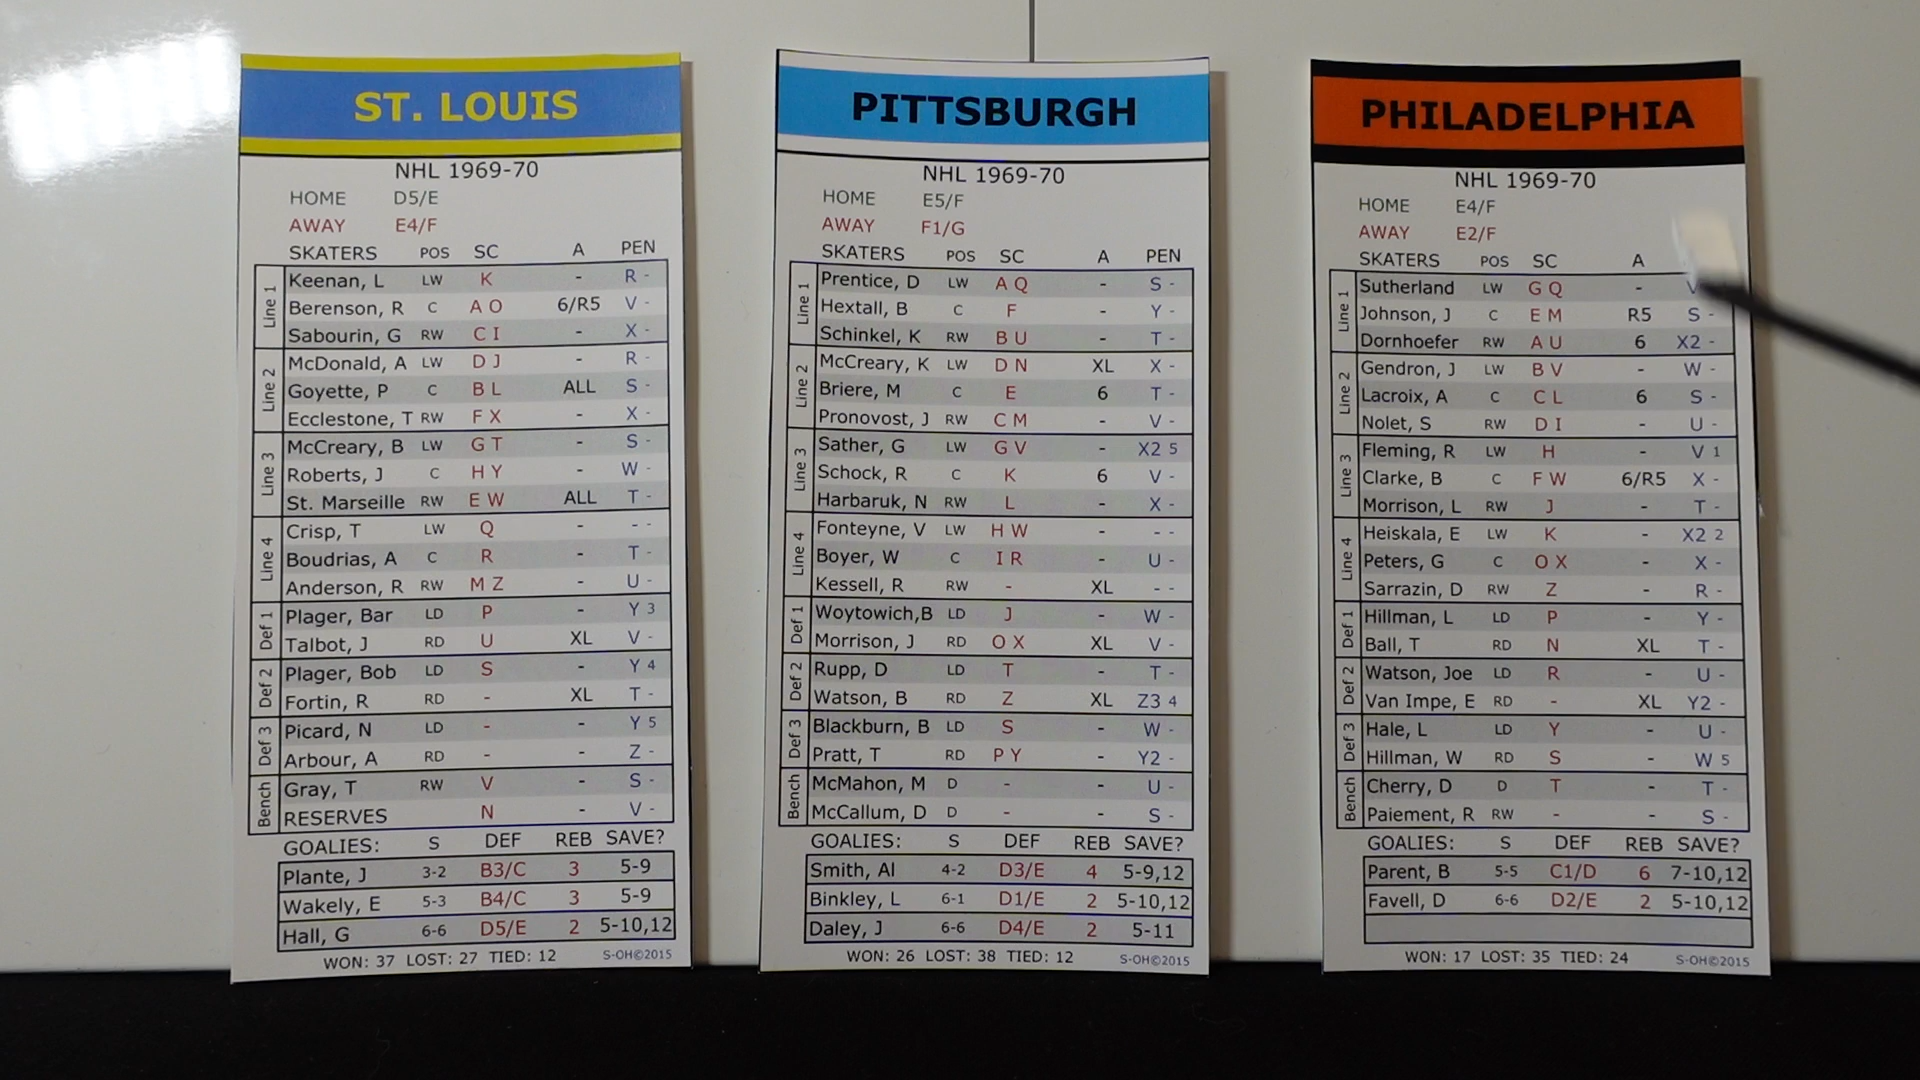 ST. LOUIS
NHL 1969-70
HOME D5/E
AWAY E4/F
SKATERS POS SC A PEN
Line 1
Keenan, L LW K - R -
Berenson, R C A O 6/R5 V -
Sabourin, G RW C I - X -
Line 2
McDonald, A LW D J - R -
Goyette, P C B L ALL S -
Ecclestone, T RW F X - X -
Line 3
McCreary, B LW G T - S -
Roberts, J C H Y - W -
St. Marseille RW E W ALL T -
Line 4
Crisp, T LW Q - - -
Boudrias, A C R - T -
Anderson, R RW M Z - U -
Def 1
Plager, Bar LD P - Y 3
Talbot, J RD U XL V -
Def 2
Plager, Bob LD S - Y 4
Fortin, R RD - XL T -
Def 3
Picard, N LD - - Y 5
Arbour, A RD - - Z -
Bench
Gray, T RW V - S -
RESERVES N - V -
GOALIES: S DEF REB SAVE?
Plante, J 3-2 B3/C 3 5-9
Wakely, E 5-3 B4/C 3 5-9
Hall, G 6-6 D5/E 2 5-10,12
WON: 37 LOST: 27 TIED: 12 S-OH©2015
PITTSBURGH
NHL 1969-70
HOME E5/F
AWAY F1/G
SKATERS POS SC A PEN
Line 1
Prentice, D LW A Q - S -
Hextall, B C F - Y -
Schinkel, K RW B U - T -
Line 2
McCreary, K LW D N XL X -
Briere, M C E 6 T -
Pronovost, J RW C M - V -
Line 3
Sather, G LW G V - X2 5
Schock, R C K 6 V -
Harbaruk, N RW L - X -
Line 4
Fonteyne, V LW H W - - -
Boyer, W C I R - U -
Kessell, R RW - XL - -
Def 1
Woytowich,B LD J - W -
Morrison, J RD O X XL V -
Def 2
Rupp, D LD T - T -
Watson, B RD Z XL Z3 4
Def 3
Blackburn, B LD S - W -
Pratt, T RD P Y - Y2 -
Bench
McMahon, M D - - U -
McCallum, D D - - S -
GOALIES: S DEF REB SAVE?
Smith, Al 4-2 D3/E 4 5-9,12
Binkley, L 6-1 D1/E 2 5-10,12
Daley, J 6-6 D4/E 2 5-11
WON: 26 LOST: 38 TIED: 12 S-OH©2015
PHILADELPHIA
NHL 1969-70
HOME E4/F
AWAY E2/F
SKATERS POS SC A
Line 1
Sutherland LW G Q -
Johnson, J C E M R5 S -
Dornhoefer RW A U 6 X2 -
Line 2
Gendron, J LW B V - W -
Lacroix, A C C L 6 S -
Nolet, S RW D I - U -
Line 3
Fleming, R LW H - V 1
Clarke, B C F W 6/R5 X -
Morrison, L RW J - T -
Line 4
Heiskala, E LW K - X2 2
Peters, G C O X - X -
Sarrazin, D RW Z - R -
Def 1
Hillman, L LD P - Y -
Ball, T RD N XL T -
Def 2
Watson, Joe LD R - U -
Van Impe, E RD - XL Y2 -
Def 3
Hale, L LD Y - U -
Hillman, W RD S - W 5
Bench
Cherry, D D T - T -
Paiement, R RW - - S -
GOALIES: S DEF REB SAVE?
Parent, B 5-5 C1/D 6 7-10,12
Favell, D 6-6 D2/E 2 5-10,12
WON: 17 LOST: 35 TIED: 24 S-OH©2015